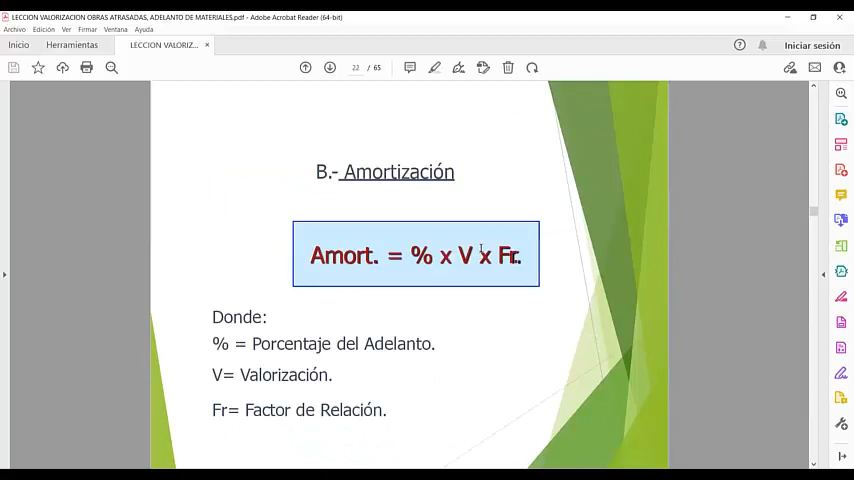 LECCION VALORIZACION OBRAS ATRASADAS, ADELANTO DE MATERIALES.pdf - Adobe Acrobat Reader (64-bit)
Archivo Edición Ver Firmar Ventana Ayuda
Inicio Herramientas LECCION VALORIZ... × Iniciar sesión
22 / 65
B.- Amortización
Amort. = % x V x Fr.
Donde:
% = Porcentaje del Adelanto.
V= Valorización.
Fr= Factor de Relación.